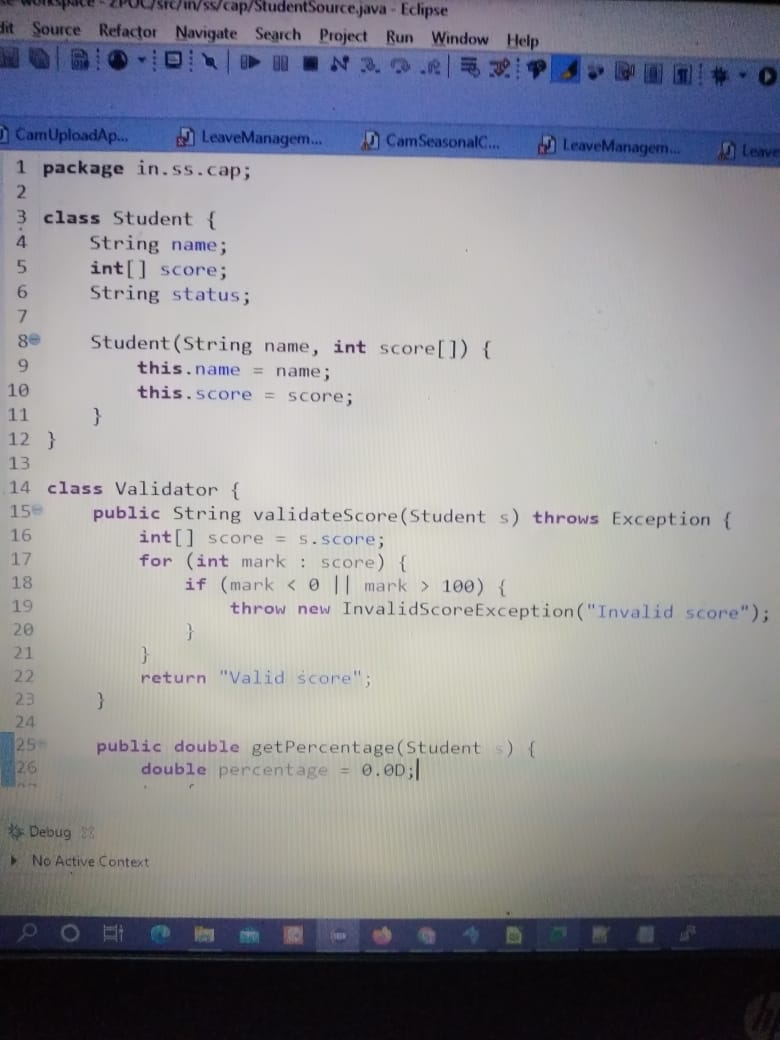 workspace - ZPOC/src/in/ss/cap/StudentSource.java - Eclipse
dit Source Refactor Navigate Search Project Run Window Help
CamUploadAp... LeaveManagem... CamSeasonalC... LeaveManagem... Leave
1 package in.ss.cap;
2
3 class Student {
4 String name;
5 int[] score;
6 String status;
7
8 Student(String name, int score[]) {
9 this.name = name;
10 this.score = score;
11 }
12 }
13
14 class Validator {
15 public String validateScore(Student s) throws Exception {
16 int[] score = s.score;
17 for (int mark : score) {
18 if (mark < 0 || mark > 100) {
19 throw new InvalidScoreException("Invalid score");
20 }
21 }
22 return "Valid score";
23 }
24
25 public double getPercentage(Student s) {
26 double percentage = 0.0D;
Debug
No Active Context